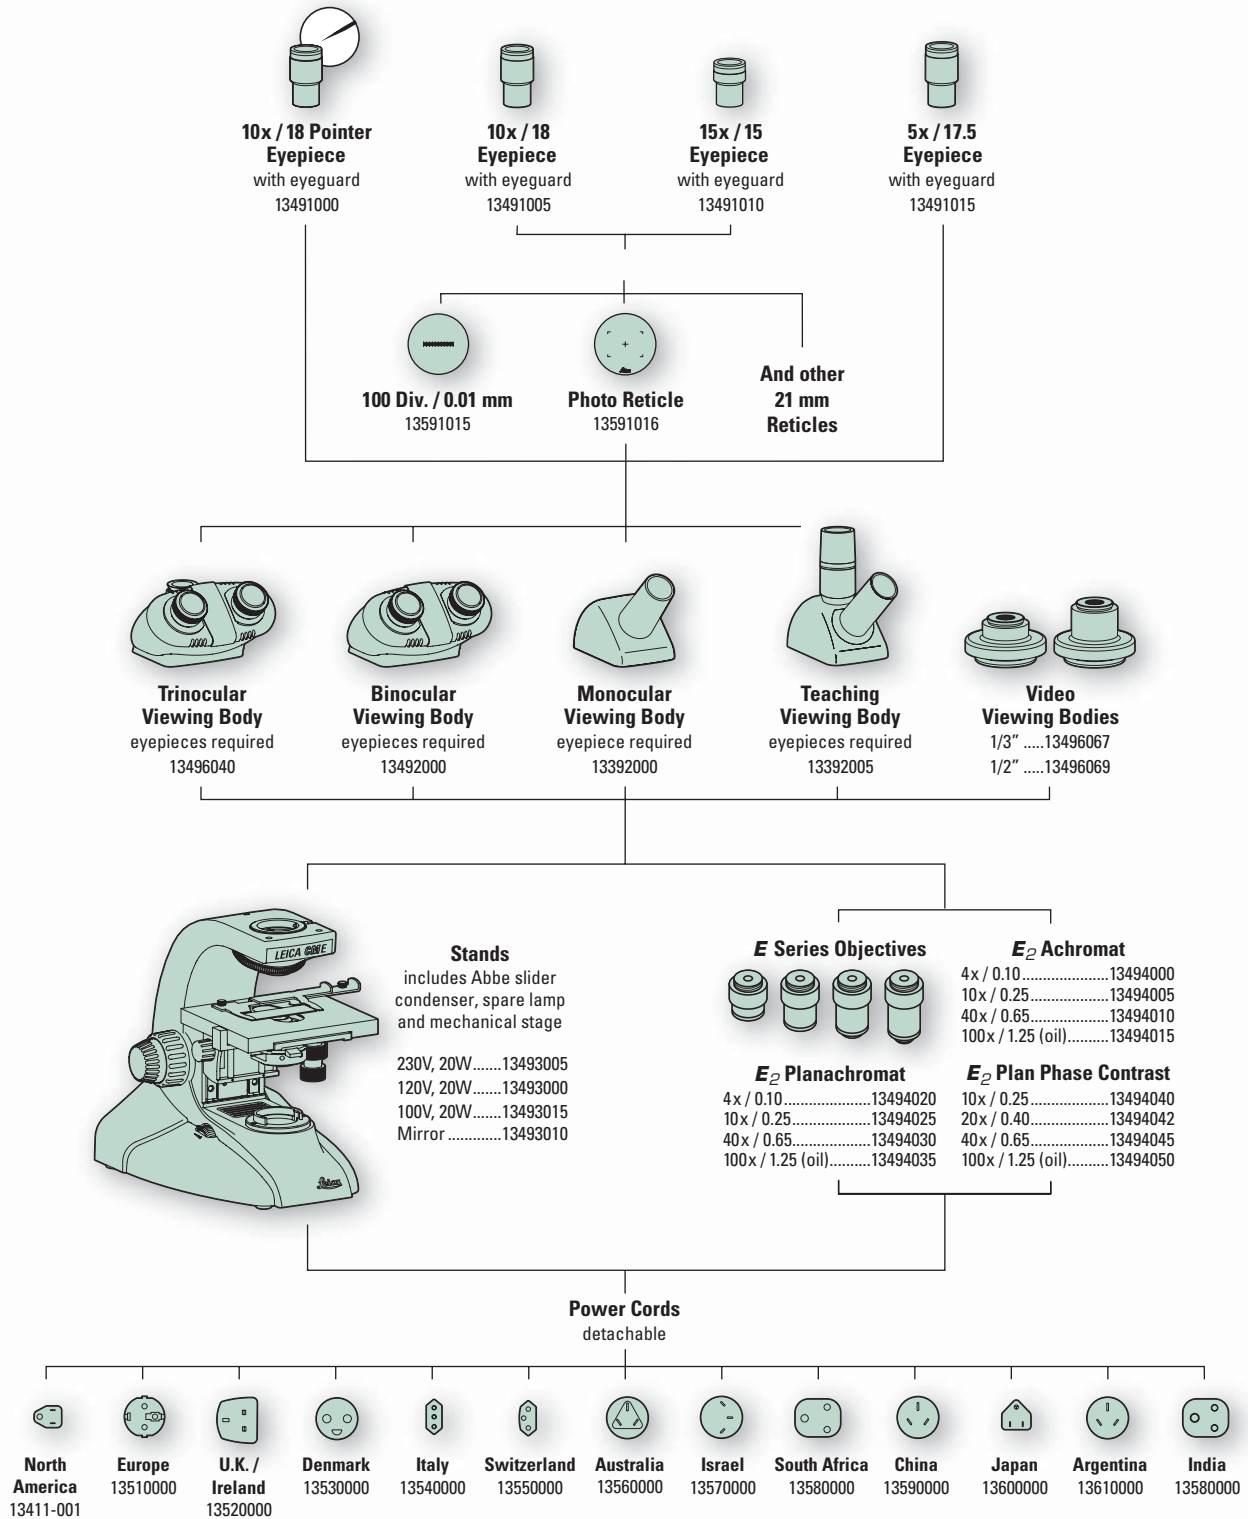 10x / 18 Pointer
Eyepiece
with eyeguard
13491000
10x / 18
Eyepiece
with eyeguard
13491005
15x / 15
Eyepiece
with eyeguard
13491010
5x / 17.5
Eyepiece
with eyeguard
13491015
100 Div. / 0.01 mm
13591015
Photo Reticle
13591016
And other
21 mm
Reticles
Trinocular
Viewing Body
eyepieces required
13496040
Binocular
Viewing Body
eyepieces required
13492000
Monocular
Viewing Body
eyepiece required
13392000
Teaching
Viewing Body
eyepieces required
13392005
Video
Viewing Bodies
1/3” .....13496067
1/2” .....13496069
LEICA CME
Leica
Stands
includes Abbe slider
condenser, spare lamp
and mechanical stage
230V, 20W.......13493005
120V, 20W.......13493000
100V, 20W.......13493015
Mirror .............13493010
E Series Objectives
E2 Achromat
4x / 0.10.....................13494000
10x / 0.25...................13494005
40x / 0.65...................13494010
100x / 1.25 (oil)..........13494015
E2 Planachromat
4x / 0.10.....................13494020
10x / 0.25...................13494025
40x / 0.65...................13494030
100x / 1.25 (oil)..........13494035
E2 Plan Phase Contrast
10x / 0.25...................13494040
20x / 0.40...................13494042
40x / 0.65...................13494045
100x / 1.25 (oil)..........13494050
Power Cords
detachable
North
America
13411-001
Europe
13510000
U.K. /
Ireland
13520000
Denmark
13530000
Italy
13540000
Switzerland
13550000
Australia
13560000
Israel
13570000
South Africa
13580000
China
13590000
Japan
13600000
Argentina
13610000
India
13580000